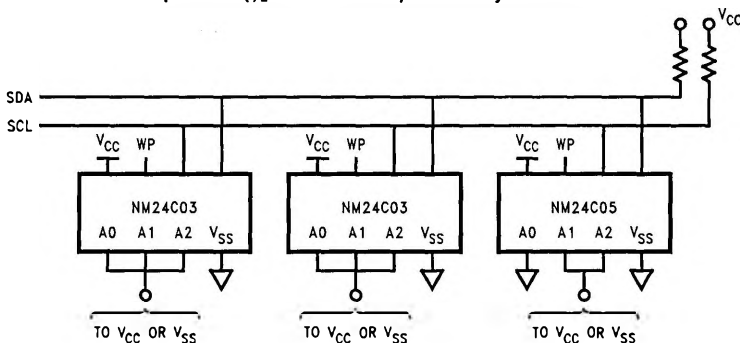 VCC
SDA
SCL
VCC WP
VCC WP
VCC WP
NM24C03
NM24C03
NM24C05
A0 A1 A2 VSS
A0 A1 A2 VSS
A0 A1 A2 VSS
TO VCC OR VSS
TO VCC OR VSS
TO VCC OR VSS